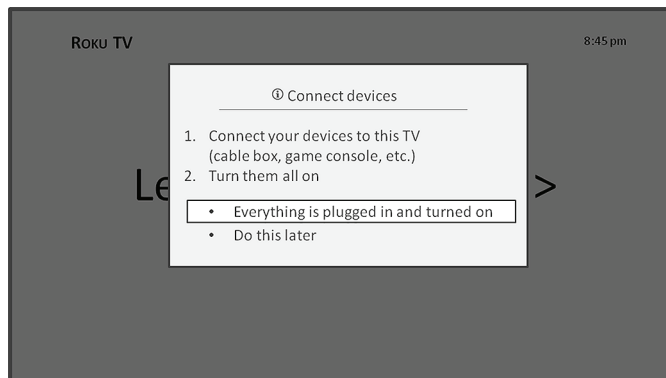 ROKU TV
8:45 pm
Connect devices
1. Connect your devices to this TV
(cable box, game console, etc.)
2. Turn them all on
Le >
• Everything is plugged in and turned on
• Do this later